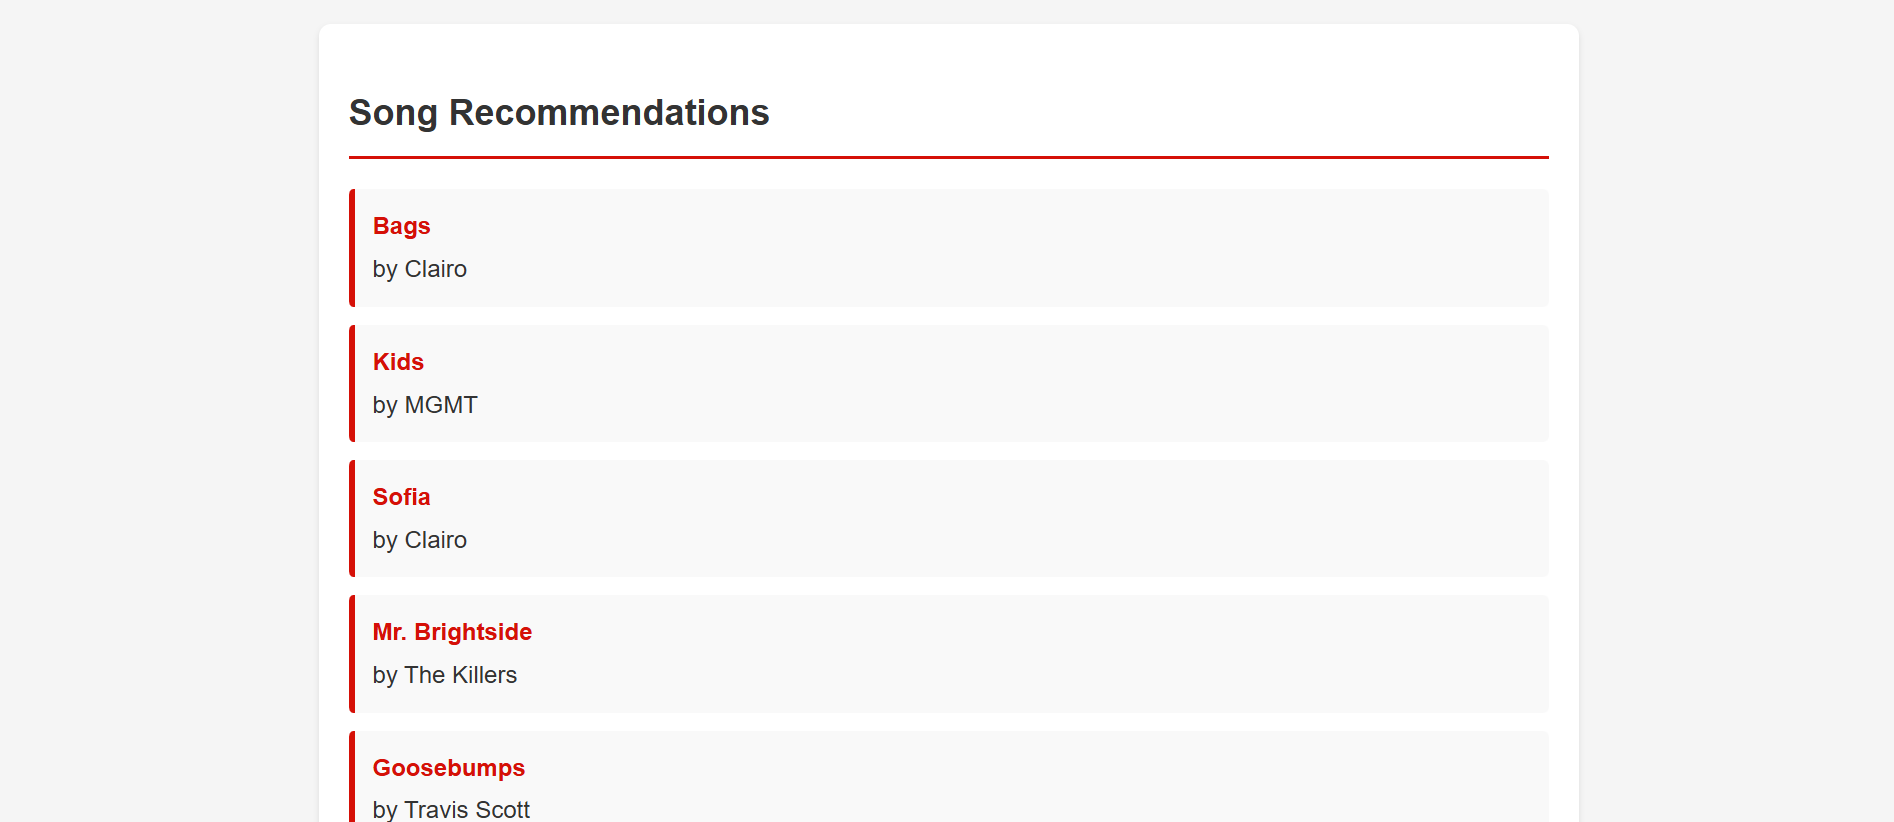 Song Recommendations
Bags
by Clairo
Kids
by MGMT
Sofia
by Clairo
Mr. Brightside
by The Killers
Goosebumps
by Travis Scott